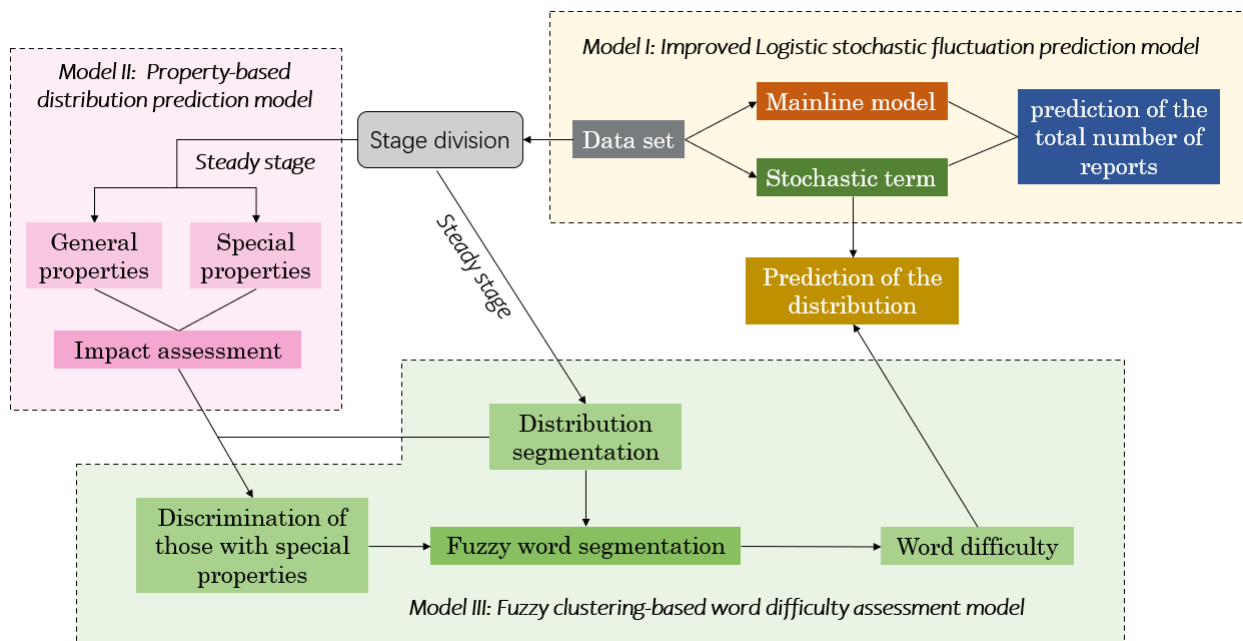 Model I: Improved Logistic stochastic fluctuation prediction model
Model II: Property-based
distribution prediction model
Mainline model
prediction of the
total number of
reports
Stage division
Data set
Steady stage
Stochastic term
General
properties
Special
properties
Steady stage
Prediction of the
distribution
Impact assessment
Distribution
segmentation
Discrimination of
those with special
properties
Fuzzy word segmentation
Word difficulty
Model III: Fuzzy clustering-based word difficulty assessment model